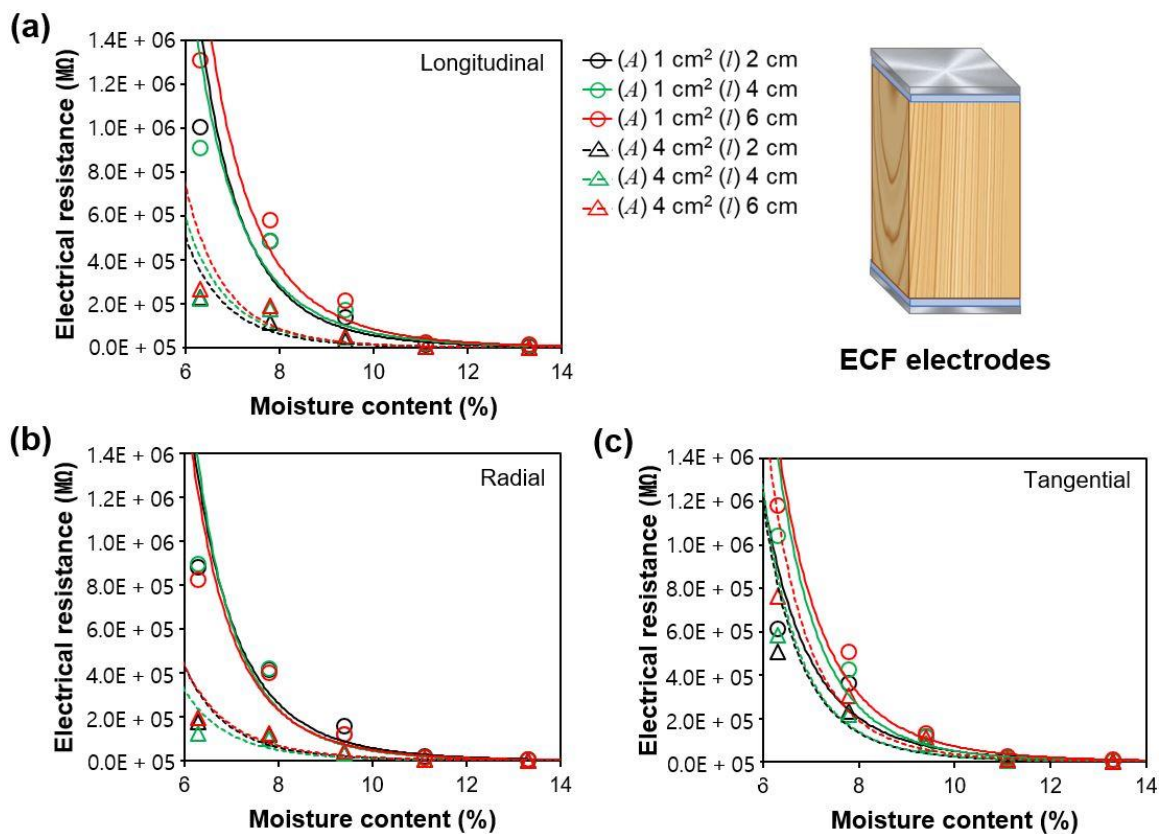 (a)
1.4E + 06
1.2E + 06
1.0E + 06
8.0E + 05
6.0E + 05
4.0E + 05
2.0E + 05
0.0E + 05
Electrical resistance (MΩ)
Longitudinal
6 8 10 12 14
Moisture content (%)
(A) 1 cm² (l) 2 cm
(A) 1 cm² (l) 4 cm
(A) 1 cm² (l) 6 cm
(A) 4 cm² (l) 2 cm
(A) 4 cm² (l) 4 cm
(A) 4 cm² (l) 6 cm
ECF electrodes
(b)
1.4E + 06
1.2E + 06
1.0E + 06
8.0E + 05
6.0E + 05
4.0E + 05
2.0E + 05
0.0E + 05
Electrical resistance (MΩ)
Radial
6 8 10 12 14
Moisture content (%)
(c)
1.4E + 06
1.2E + 06
1.0E + 06
8.0E + 05
6.0E + 05
4.0E + 05
2.0E + 05
0.0E + 05
Electrical resistance (MΩ)
Tangential
6 8 10 12 14
Moisture content (%)